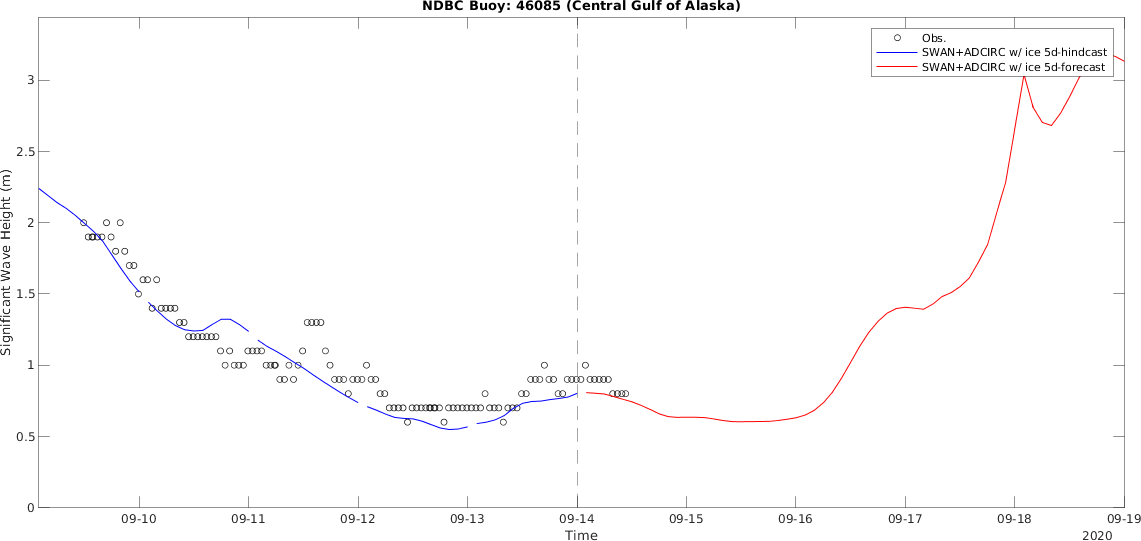 NDBC Buoy: 46085 (Central Gulf of Alaska)
Obs.
SWAN+ADCIRC w/ ice 5d-hindcast
SWAN+ADCIRC w/ ice 5d-forecast
Significant Wave Height (m)
3
2.5
2
1.5
1
0.5
0
09-10 09-11 09-12 09-13 09-14 09-15 09-16 09-17 09-18 09-19
Time
2020